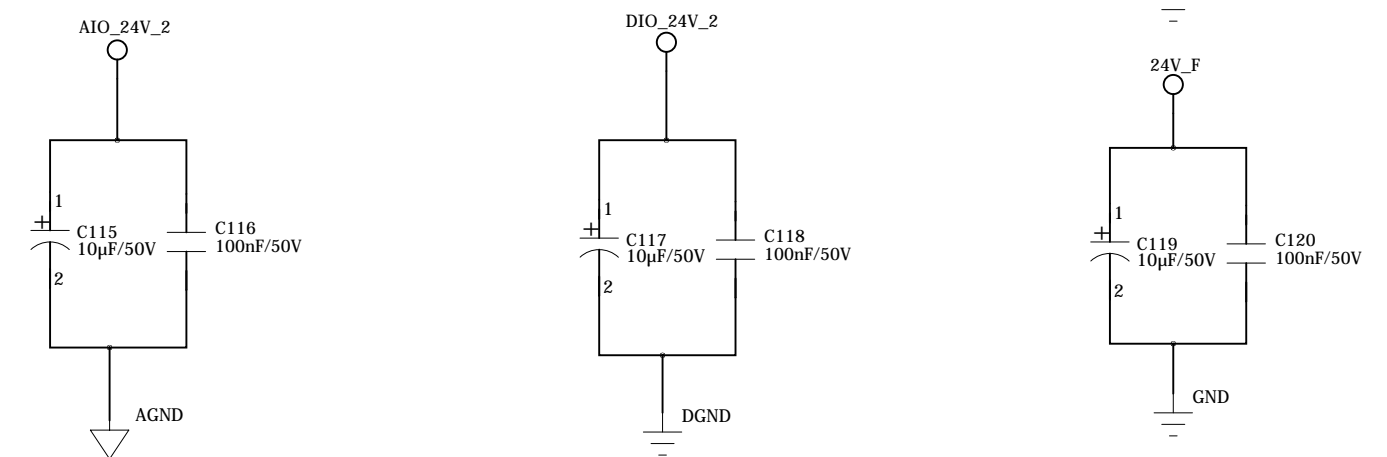 AIO_24V_2
1
C115
10µF/50V
2
C116
100nF/50V
AGND
DIO_24V_2
1
C117
10µF/50V
2
C118
100nF/50V
DGND
24V_F
1
C119
10µF/50V
2
C120
100nF/50V
GND